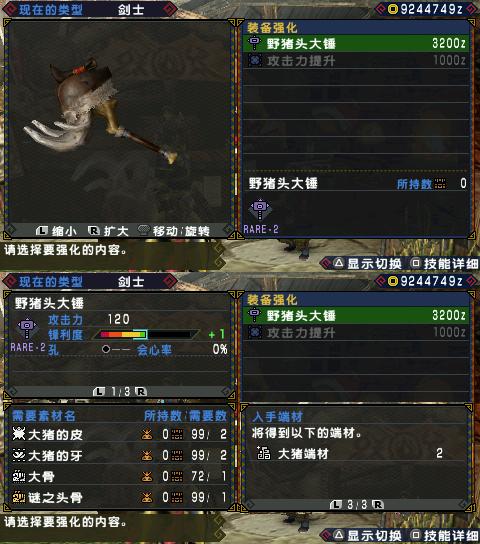 现在的类型 剑士 9244749z
装备强化
野猪头大锤 3200z
攻击力提升 1000z
野猪头大锤 所持数 0
RARE-2
L 缩小 R 扩大 移动/旋转
请选择要强化的内容。
△显示切换 □技能详细
现在的类型 剑士 9244749z
野猪头大锤
攻击力 120
锋利度 +1
RARE-2 孔 ●—— 会心率 0%
L 1/3 R
装备强化
野猪头大锤 3200z
攻击力提升 1000z
需要素材名 所持数/需要数
大猪的皮 0 99/ 2
大猪的牙 0 99/ 2
大骨 0 72/ 1
谜之头骨 0 99/ 1
入手端材
将得到以下的端材。
大猪端材 2
L 3/3 R
请选择要强化的内容。
△显示切换 □技能详细